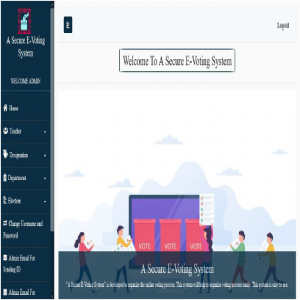 A Secure E-Voting
System
WELCOME ADMIN
Home
Teacher
Designation
Department
Election
Change Username and
Password
Admin Email For
Sending ID
Admin Email For
Logout
Welcome To A Secure E-Voting System
VOTE
VOTE
VOTE
A Secure E-Voting System
"A Secure E-Voting System" is developed to organize the online voting process. This system will help to organize voting process easily. This system is easy to use.